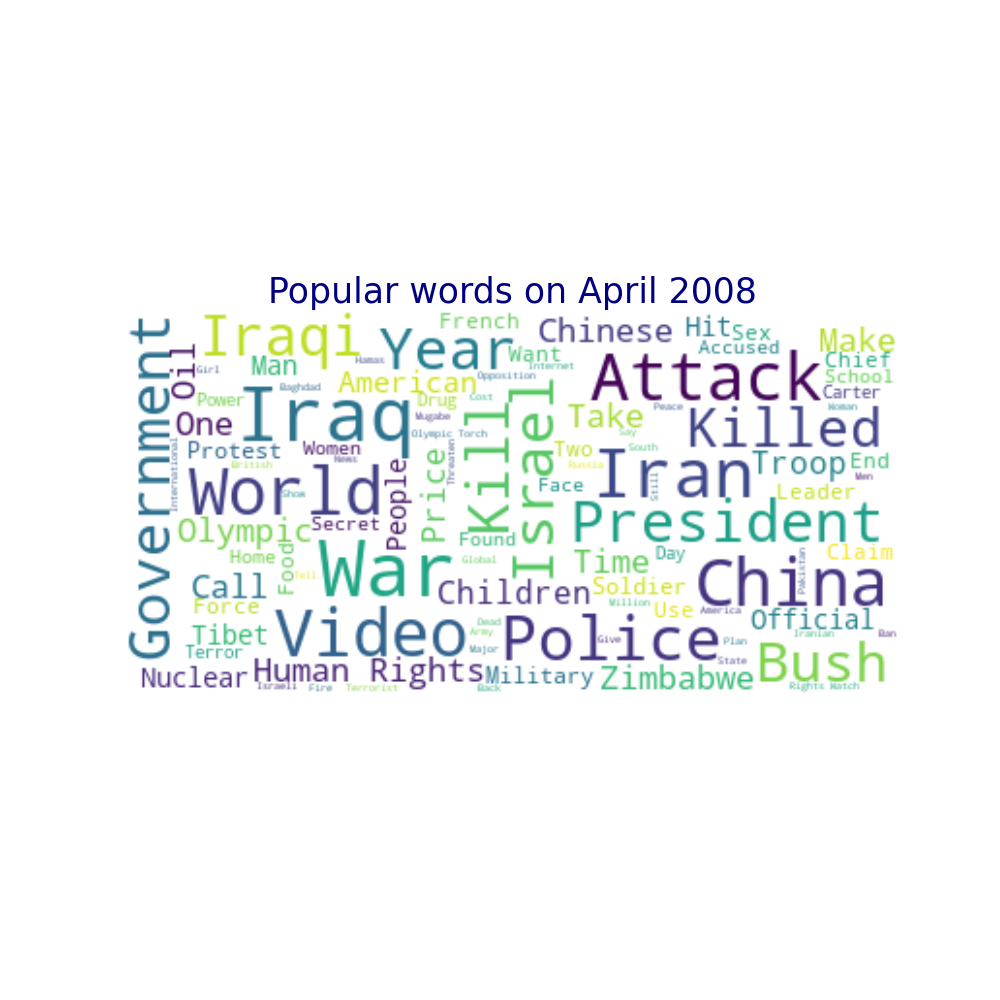 Popular words on April 2008
Government
Oil
Iraqi
Girl
Man
Power
One
Year
French
Hamas
Baghdad
American
Drug
Mugabe
Cost
Opposition
Want
Internet
Chinese
Hit
Sex
Accused
Make
Chief
School
Carter
Woman
Attack
Iraq
Olympic Torch
Take
Peace
Say
Killed
Protest
Women
News
British
International
World
Show
People
Price
Threaten
Kill
Israel
Two
Russia
South
Face
Iran
Still
Troop
End
Men
Leader
Olympic
Secret
Found
President
Home
Food
Tell
War
Global
Time
Day
Pakistan
Claim
Call
Force
Children
Soldier
Million
Use
America
China
Official
Iranian
Ban
Tibet
Terror
Video
Dead
Army
Major
Police
Give
Plan
State
Bush
Nuclear
Human Rights
Military
Zimbabwe
Israeli
Fire
Terrorist
Back
Rights Watch